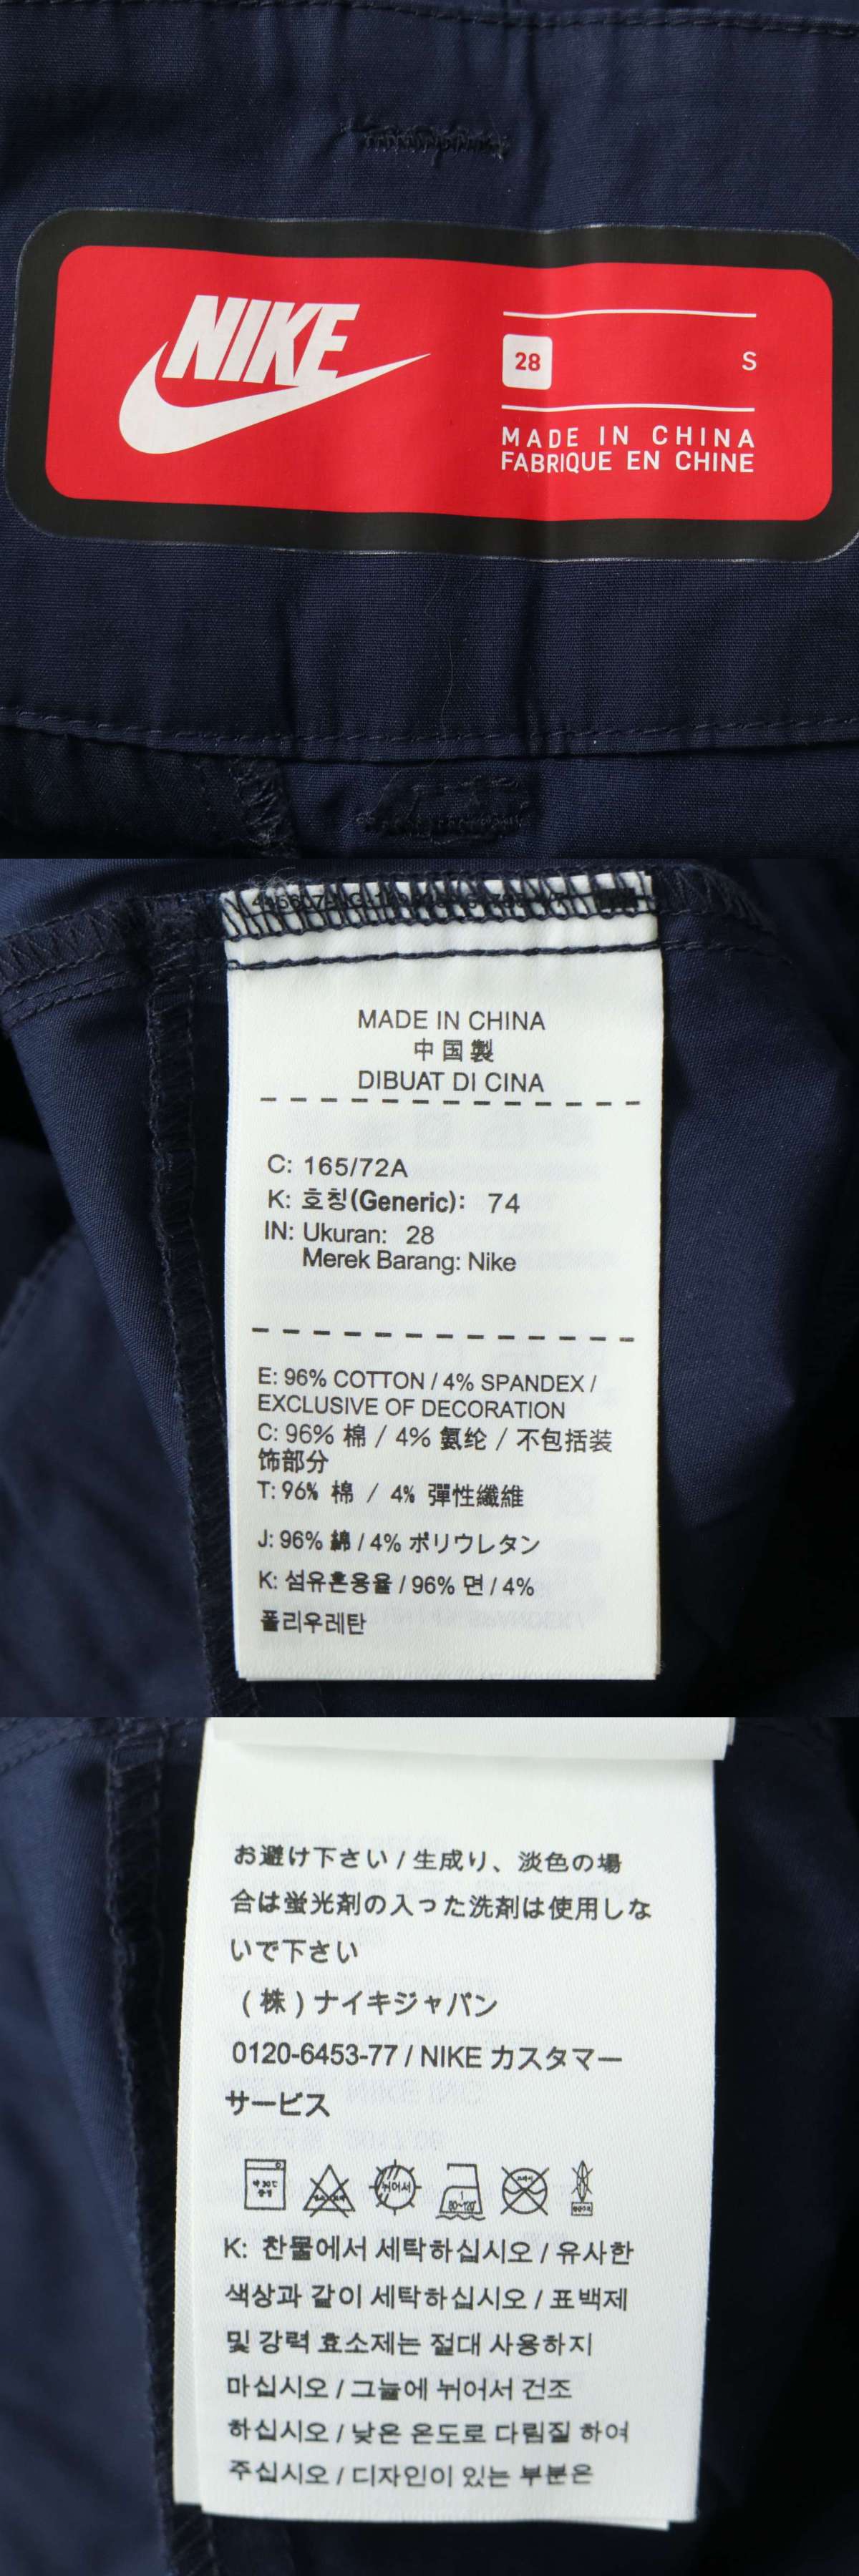 NIKE
28 S
MADE IN CHINA
FABRIQUE EN CHINE
MADE IN CHINA
中国製
DIBUAT DI CINA
C: 165/72A
K: 호칭(Generic): 74
IN: Ukuran: 28
Merek Barang: Nike
E: 96% COTTON / 4% SPANDEX /
EXCLUSIVE OF DECORATION
C: 96% 棉 / 4% 氨纶 / 不包括装
饰部分
T: 96% 棉 / 4% 彈性纖維
J: 96% 綿 / 4% ポリウレタン
K: 섬유혼용율 / 96% 면 / 4%
폴리우레탄
お避け下さい / 生成り、淡色の場
合は蛍光剤の入った洗剤は使用しな
いで下さい
(株)ナイキジャパン
0120-6453-77 / NIKE カスタマー
サービス
뉘어서
80~120
K: 찬물에서 세탁하십시오 / 유사한
색상과 같이 세탁하십시오 / 표백제
및 강력 효소제는 절대 사용하지
마십시오 / 그늘에 뉘어서 건조
하십시오 / 낮은 온도로 다림질 하여
주십시오 / 디자인이 있는 부분은